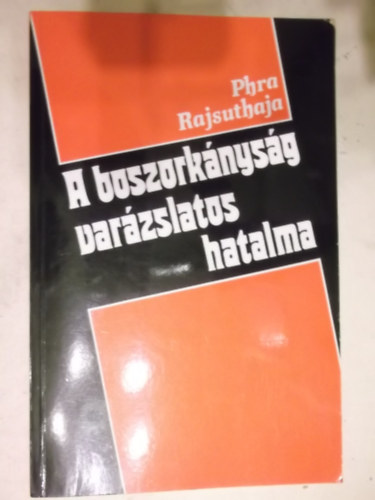 Phra
Rajsuthaja
A boszorkányság
varázslatos
hatalma